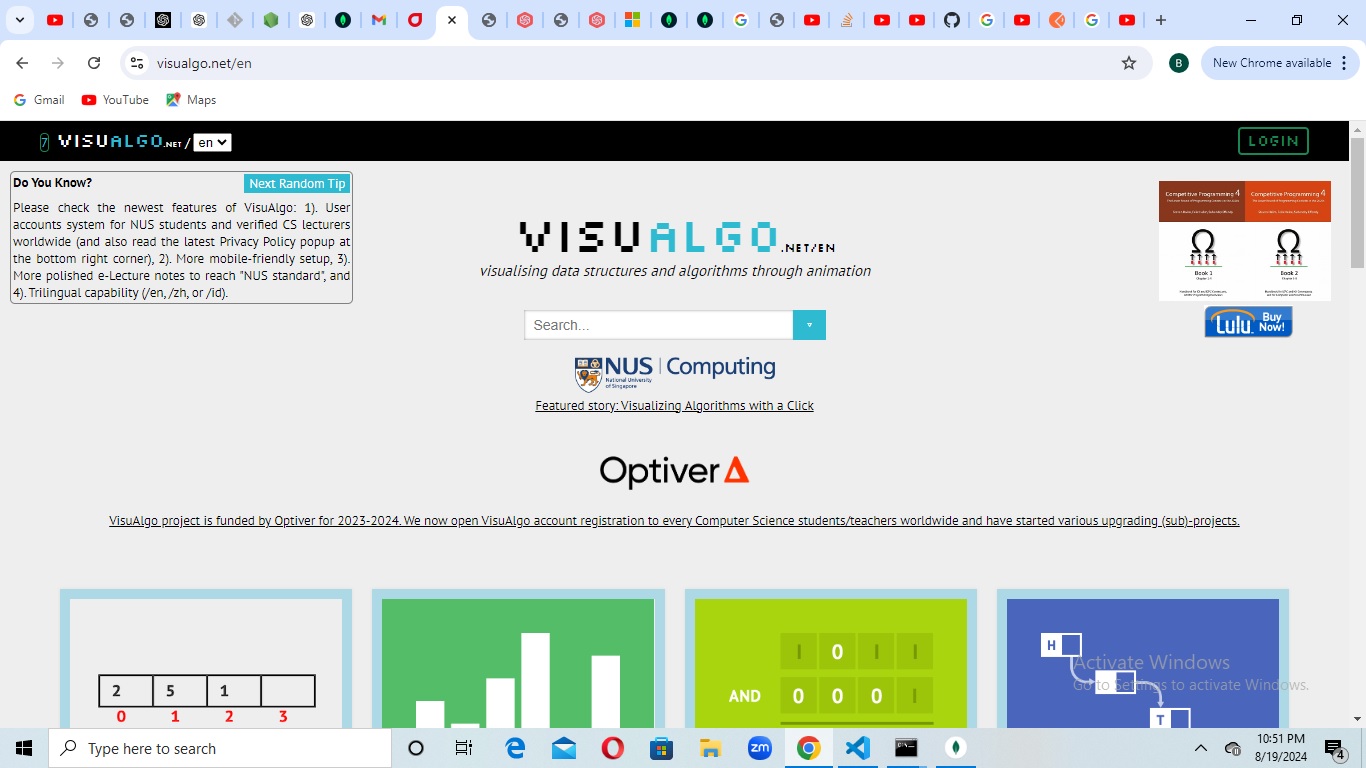 visualgo.net/en
B
New Chrome available
Gmail
YouTube
Maps
7 VISUALGO.NET / en
LOGIN
Do You Know?
Next Random Tip
Please check the newest features of VisuAlgo: 1). User
accounts system for NUS students and verified CS lecturers
worldwide (and also read the latest Privacy Policy popup at
the bottom right corner), 2). More mobile-friendly setup, 3).
More polished e-Lecture notes to reach "NUS standard", and
4). Trilingual capability (/en, /zh, or /id).
VISUALGO.NET/EN
visualising data structures and algorithms through animation
Competitive Programming 4
Competitive Programming 4
Book 1
Book 2
Lulu Buy
Now!
Search...
NUS | Computing
National University
of Singapore
Featured story: Visualizing Algorithms with a Click
Optiver
VisuAlgo project is funded by Optiver for 2023-2024. We now open VisuAlgo account registration to every Computer Science students/teachers worldwide and have started various upgrading (sub)-projects.
2 5 1
0 1 2 3
1 0 1 1
AND 0 0 0 1
H
T
Activate Windows
Go to Settings to activate Windows.
Type here to search
zm
10:51 PM
8/19/2024
4